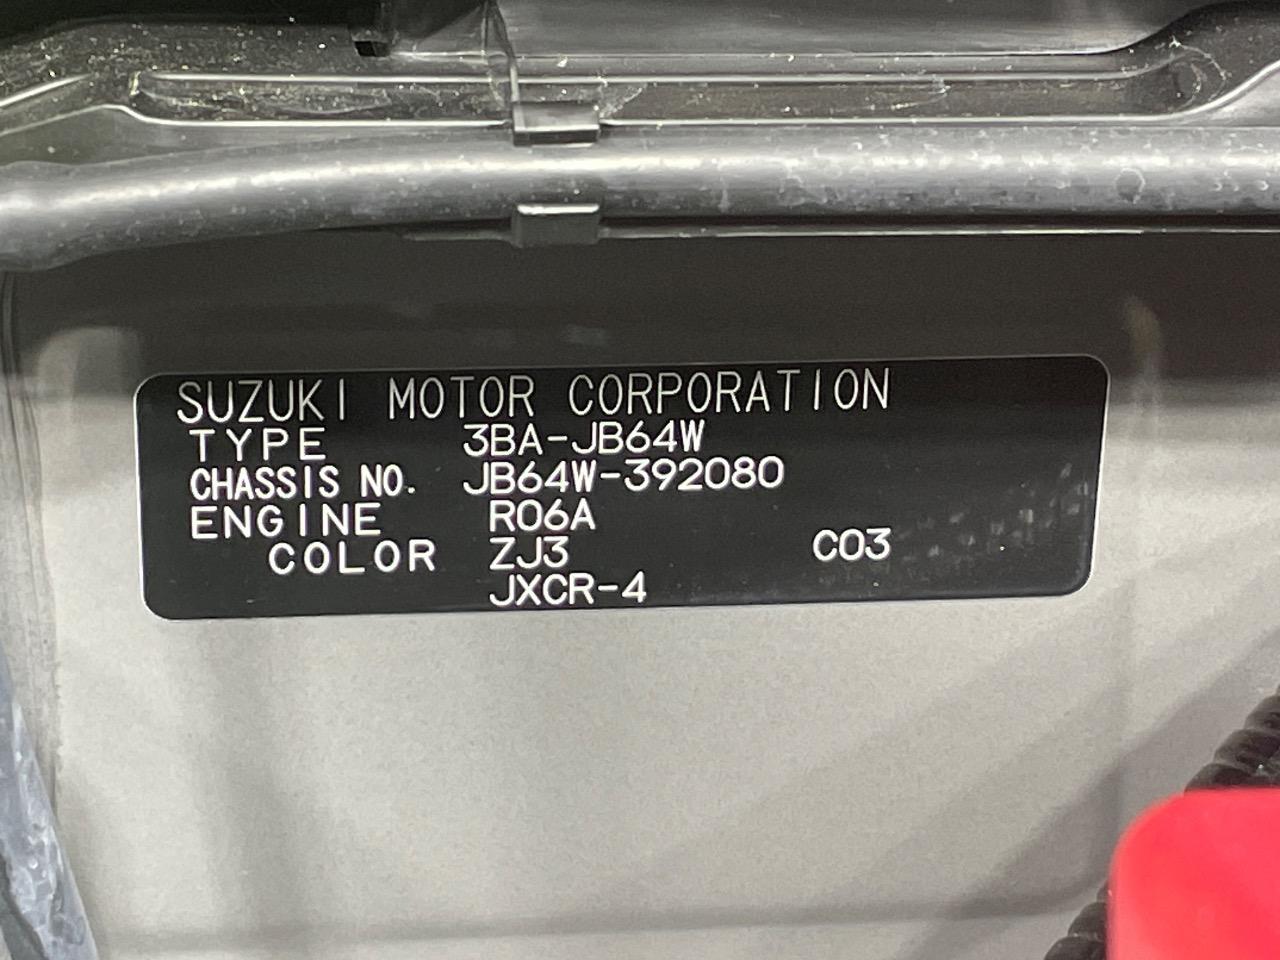 SUZUKI MOTOR CORPORATION
TYPE 3BA-JB64W
CHASSIS NO. JB64W-392080
ENGINE R06A
COLOR ZJ3 C03
JXCR-4